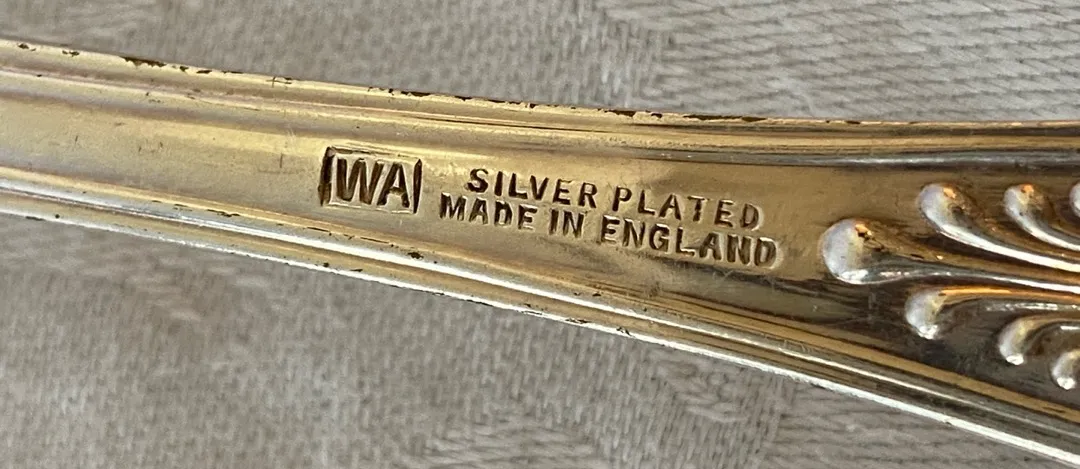 WA
SILVER PLATED
MADE IN ENGLAND